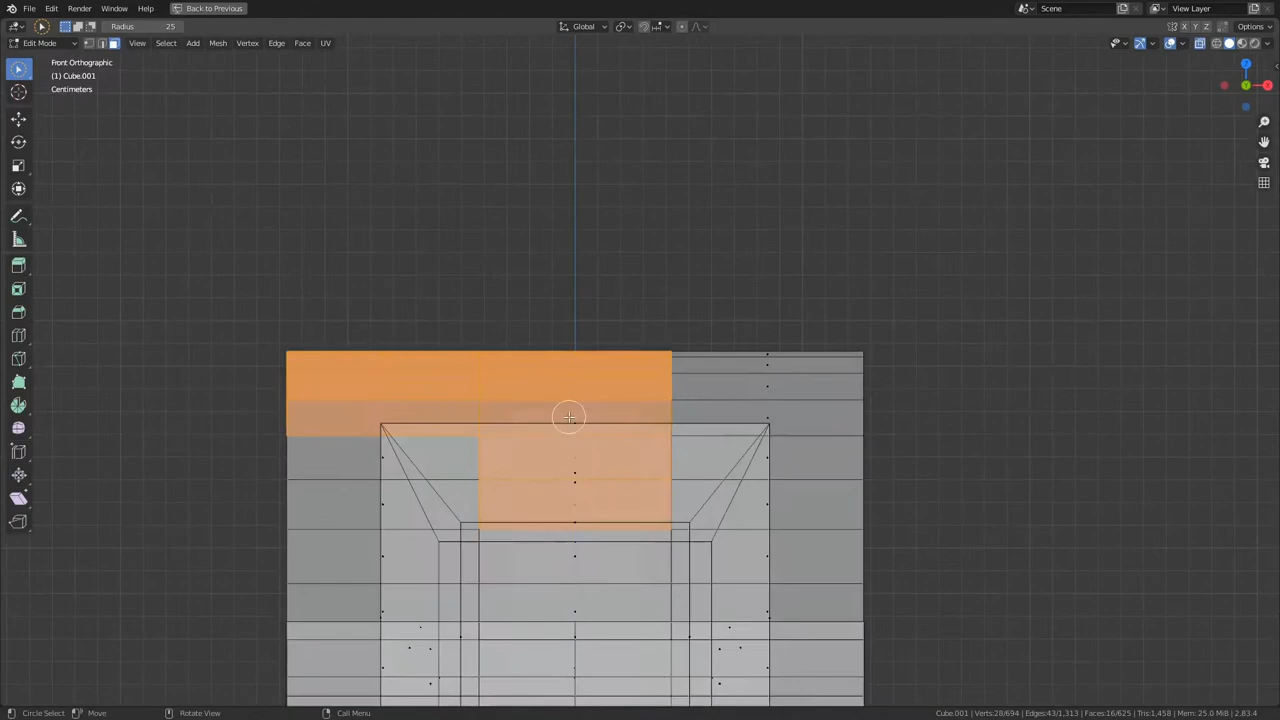 File Edit Render Window Help Back to Previous Scene View Layer
Radius 25 Global Options
Edit Mode View Select Add Mesh Vertex Edge Face UV
Front Orthographic
(1) Cube.001
Centimeters
Z
Y
X
X Y Z
Circle Select Move Rotate View Call Menu Cube.001 | Verts:28/694 | Edges:43/1,313 | Faces:16/625 | Tris:1,458 | Mem: 25.0 MiB | 2.83.4